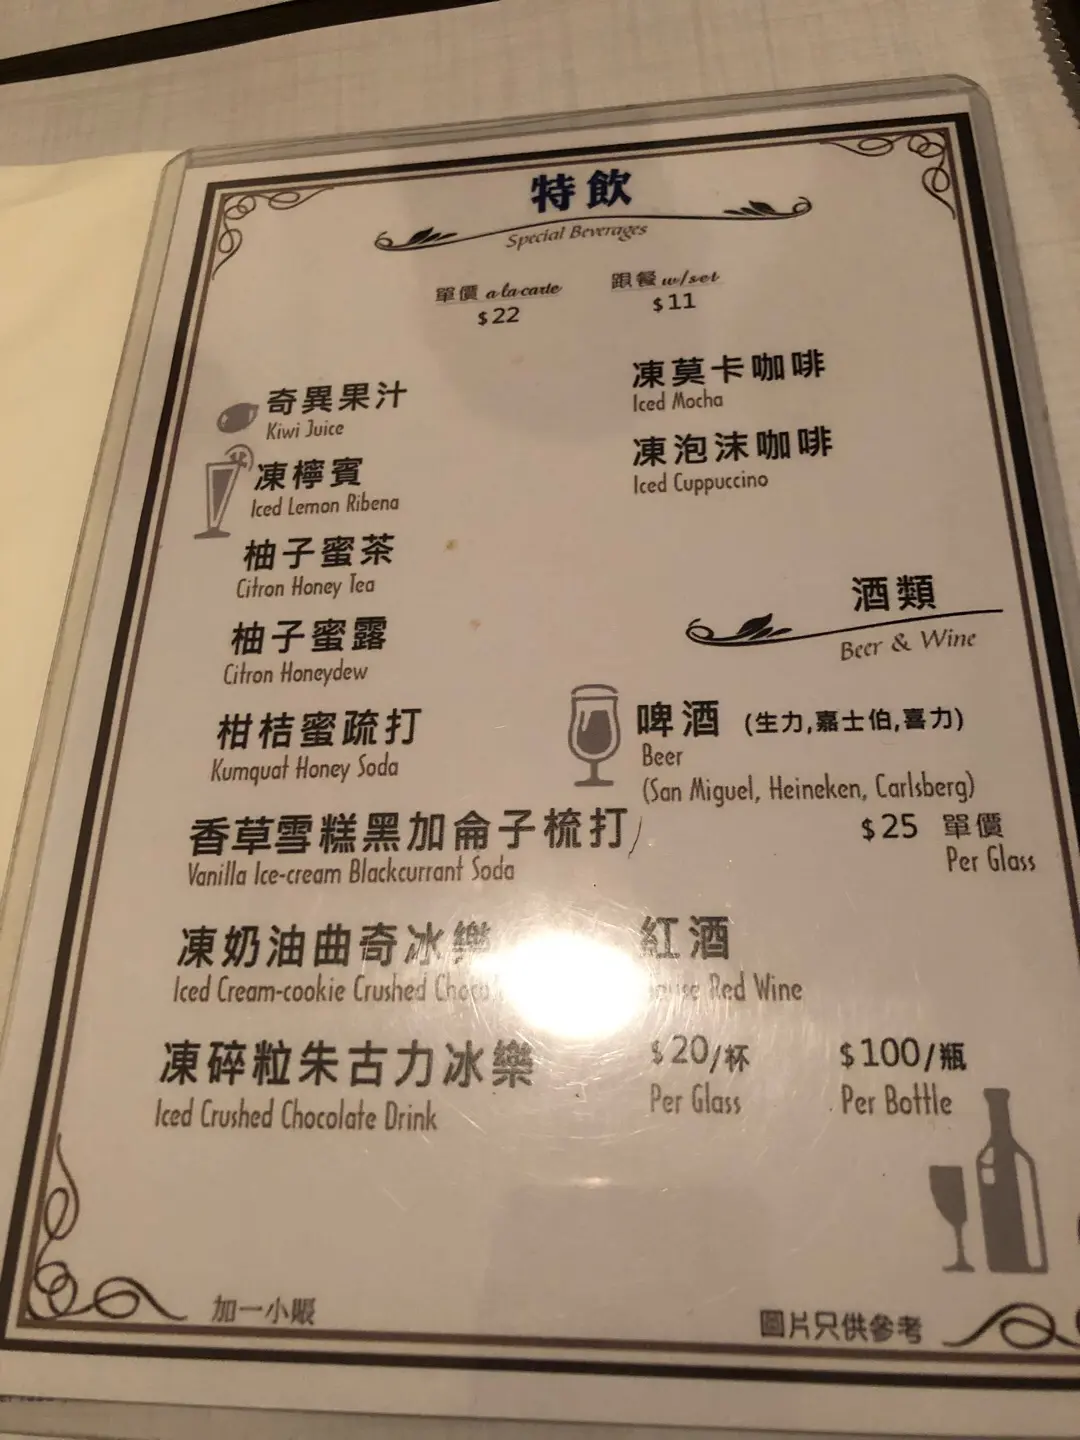 特飲
Special Beverages
單價 a-la-carte
$22
跟餐 w/set
$11
奇異果汁
Kiwi Juice
凍檸賓
Iced Lemon Ribena
柚子蜜茶
Citron Honey Tea
柚子蜜露
Citron Honeydew
柑桔蜜疏打
Kumquat Honey Soda
香草雪糕黑加侖子梳打
Vanilla Ice-cream Blackcurrant Soda
凍奶油曲奇冰樂
Iced Cream-cookie Crushed
凍碎粒朱古力冰樂
Iced Crushed Chocolate Drink
凍莫卡咖啡
Iced Mocha
凍泡沫咖啡
Iced Cuppuccino
酒類
Beer & Wine
啤酒 (生力,嘉士伯,喜力)
Beer
(San Miguel, Heineken, Carlsberg)
$25 單價
Per Glass
紅酒
Red Wine
$20/杯 $100/瓶
Per Glass Per Bottle
加一小賬
圖片只供參考